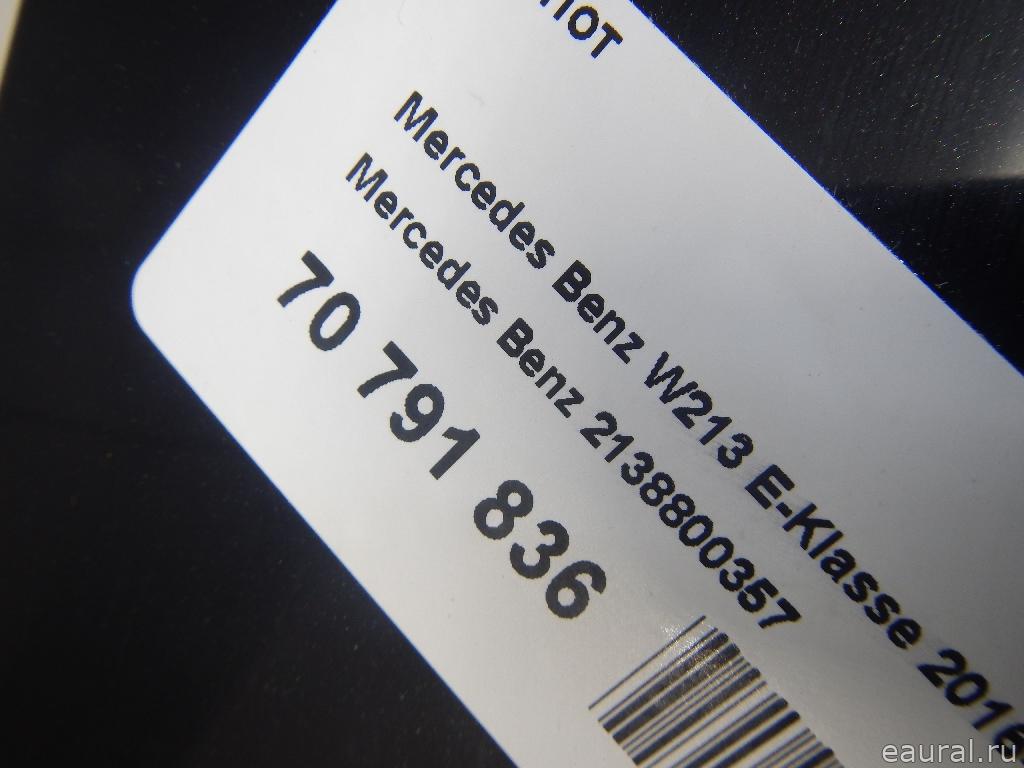 Mercedes Benz W213 E-Klasse 2016
Mercedes Benz 2138800357
70 791 836
eaural.ru